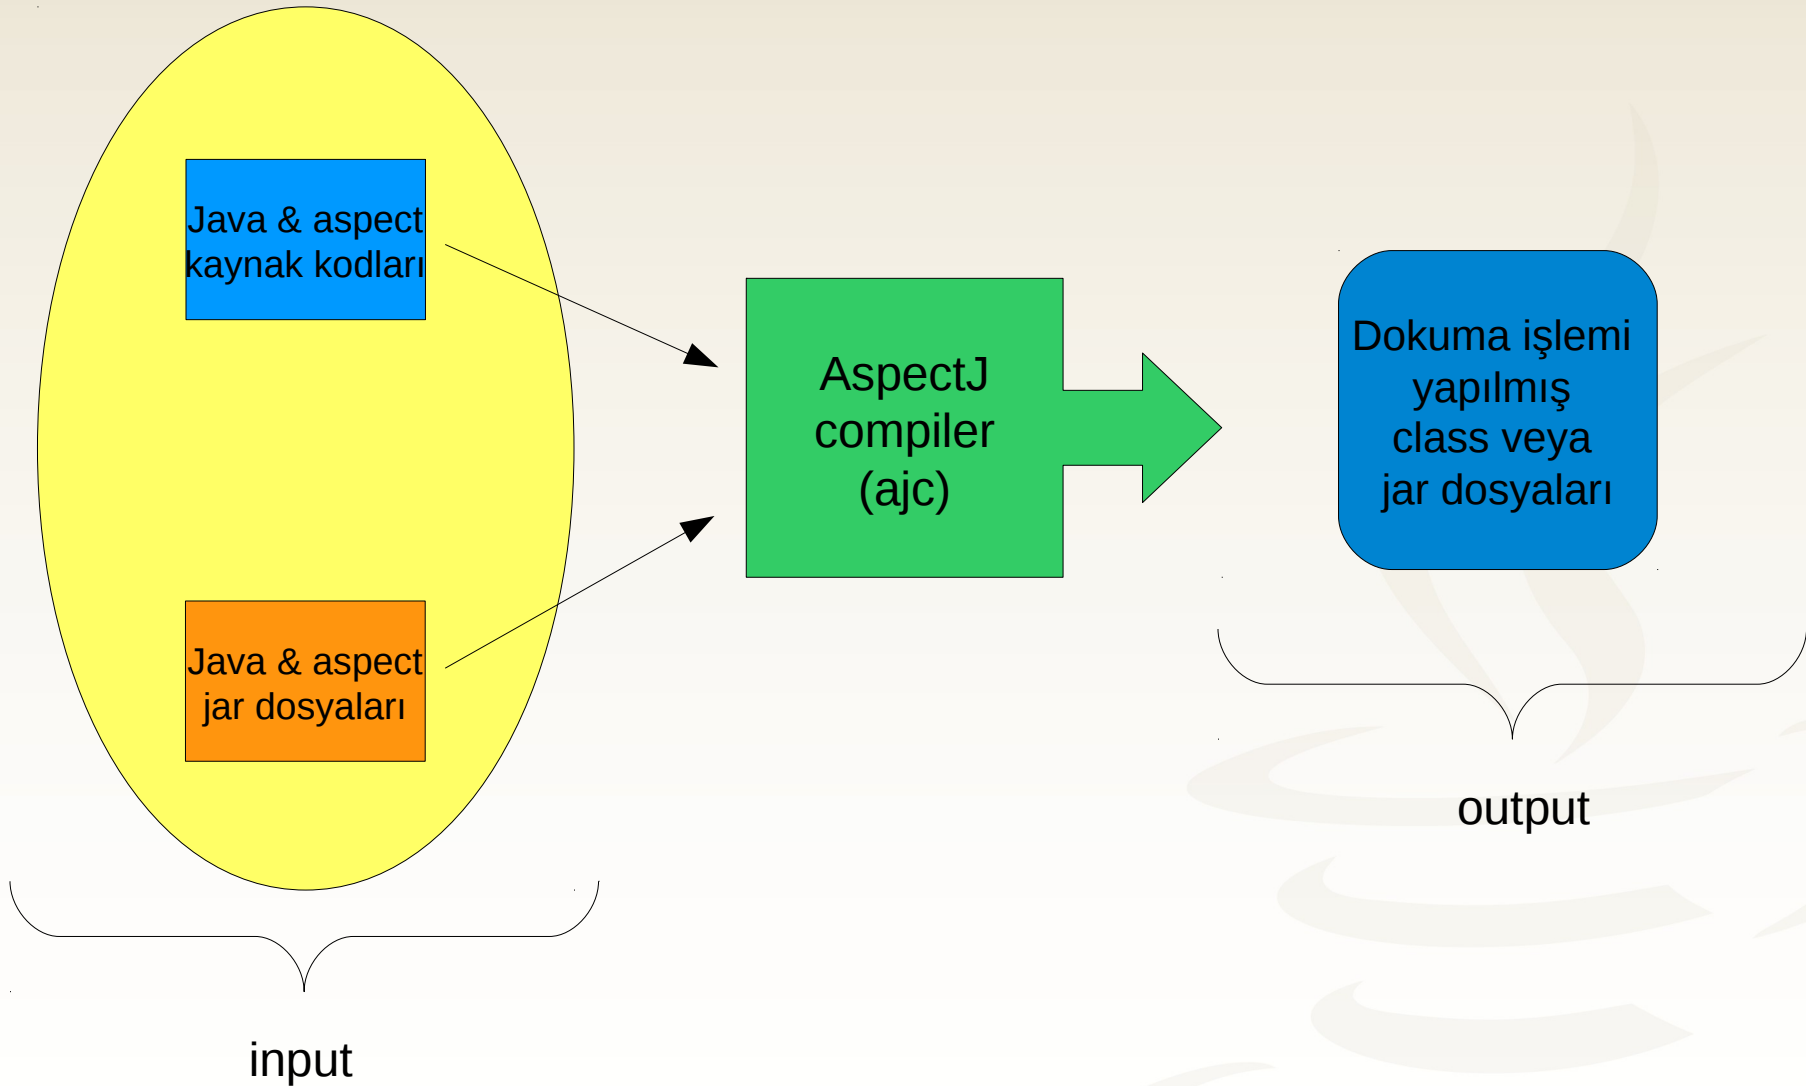 Java & aspect
kaynak kodları
AspectJ
compiler
(ajc)
Dokuma işlemi
yapılmış
class veya
jar dosyaları
Java & aspect
jar dosyaları
output
input